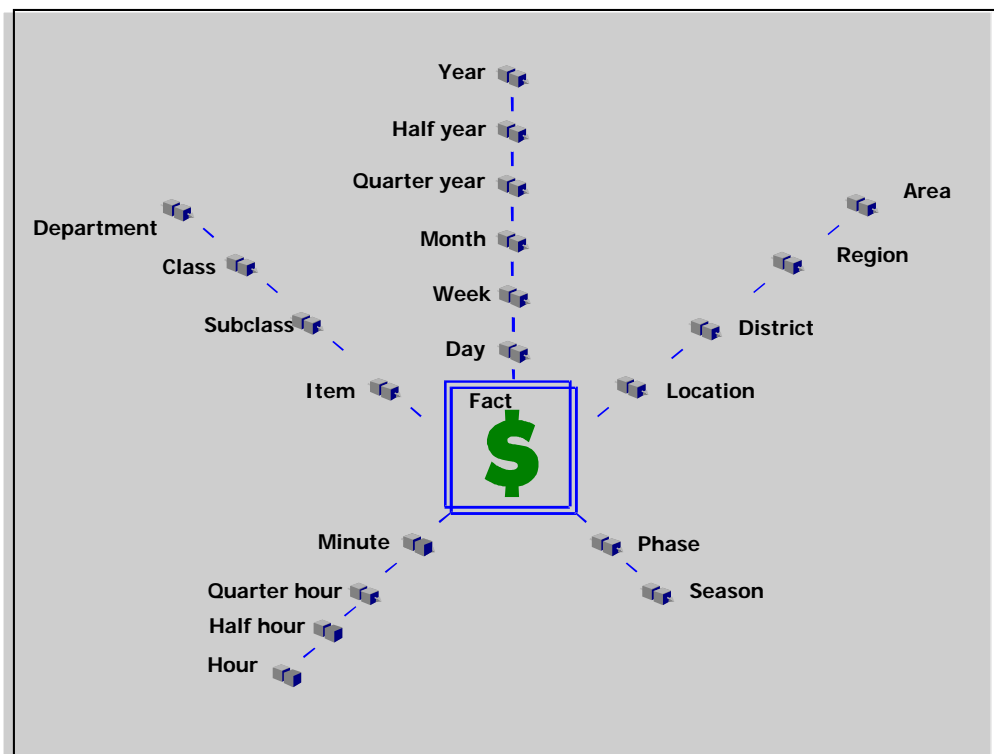 Year
Half year
Quarter year
Month
Week
Day
Department
Class
Subclass
Item
Area
Region
District
Location
Fact
$
Minute
Quarter hour
Half hour
Hour
Phase
Season